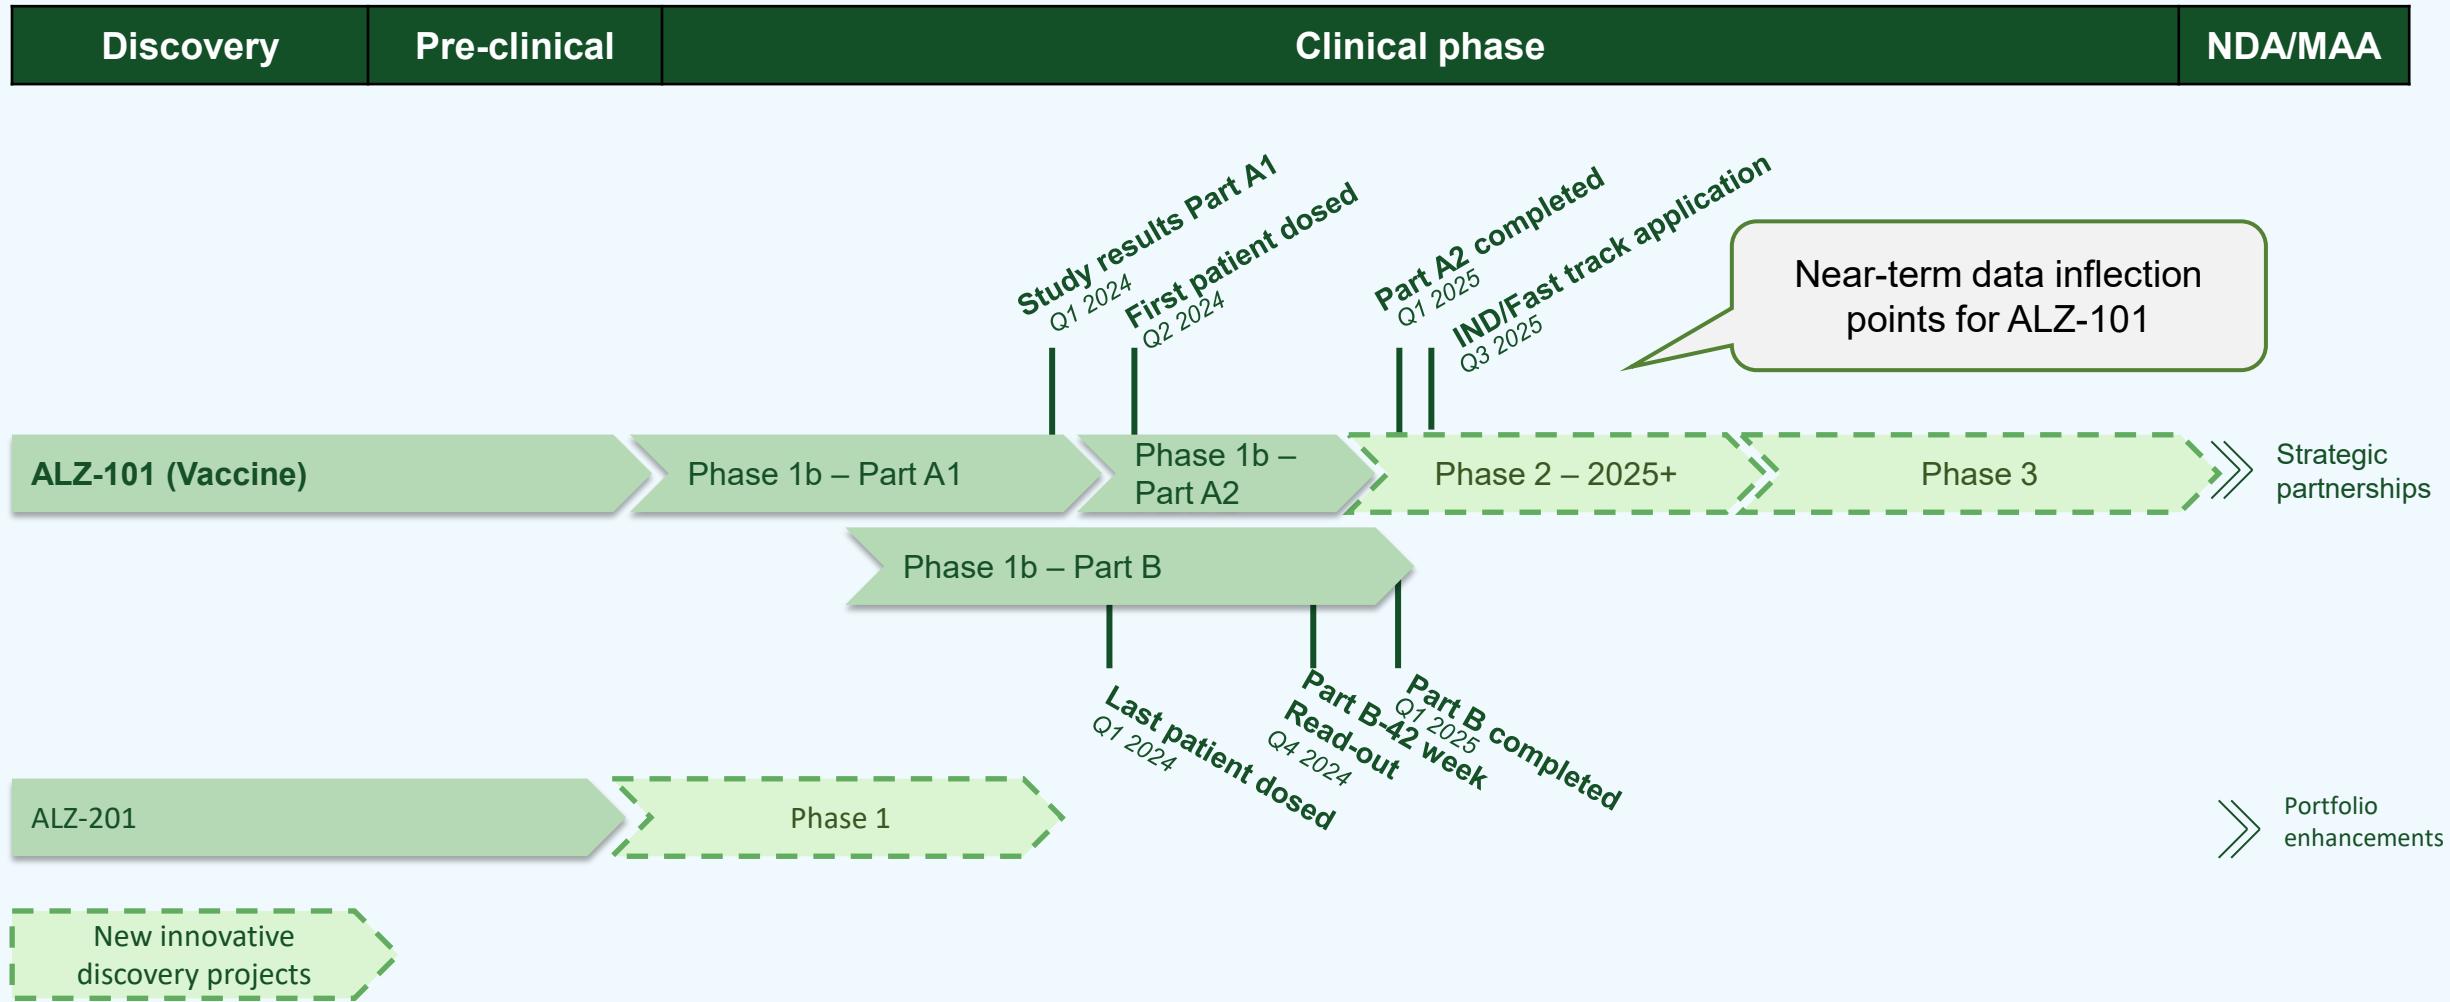 Discovery
Pre-clinical
Clinical phase
NDA/MAA
Study results Part A1
Q1 2024
First patient dosed
Q2 2024
Part A2 completed
Q1 2025
IND/Fast track application
Q3 2025
Near-term data inflection
points for ALZ-101
ALZ-101 (Vaccine)
Phase 1b – Part A1
Phase 1b –
Part A2
Phase 2 – 2025+
Phase 3
Strategic
partnerships
Phase 1b – Part B
Last patient dosed
Q1 2024
Part B-42 week
Read-out
Q4 2024
Part B completed
Q1 2025
ALZ-201
Phase 1
Portfolio
enhancements
New innovative
discovery projects